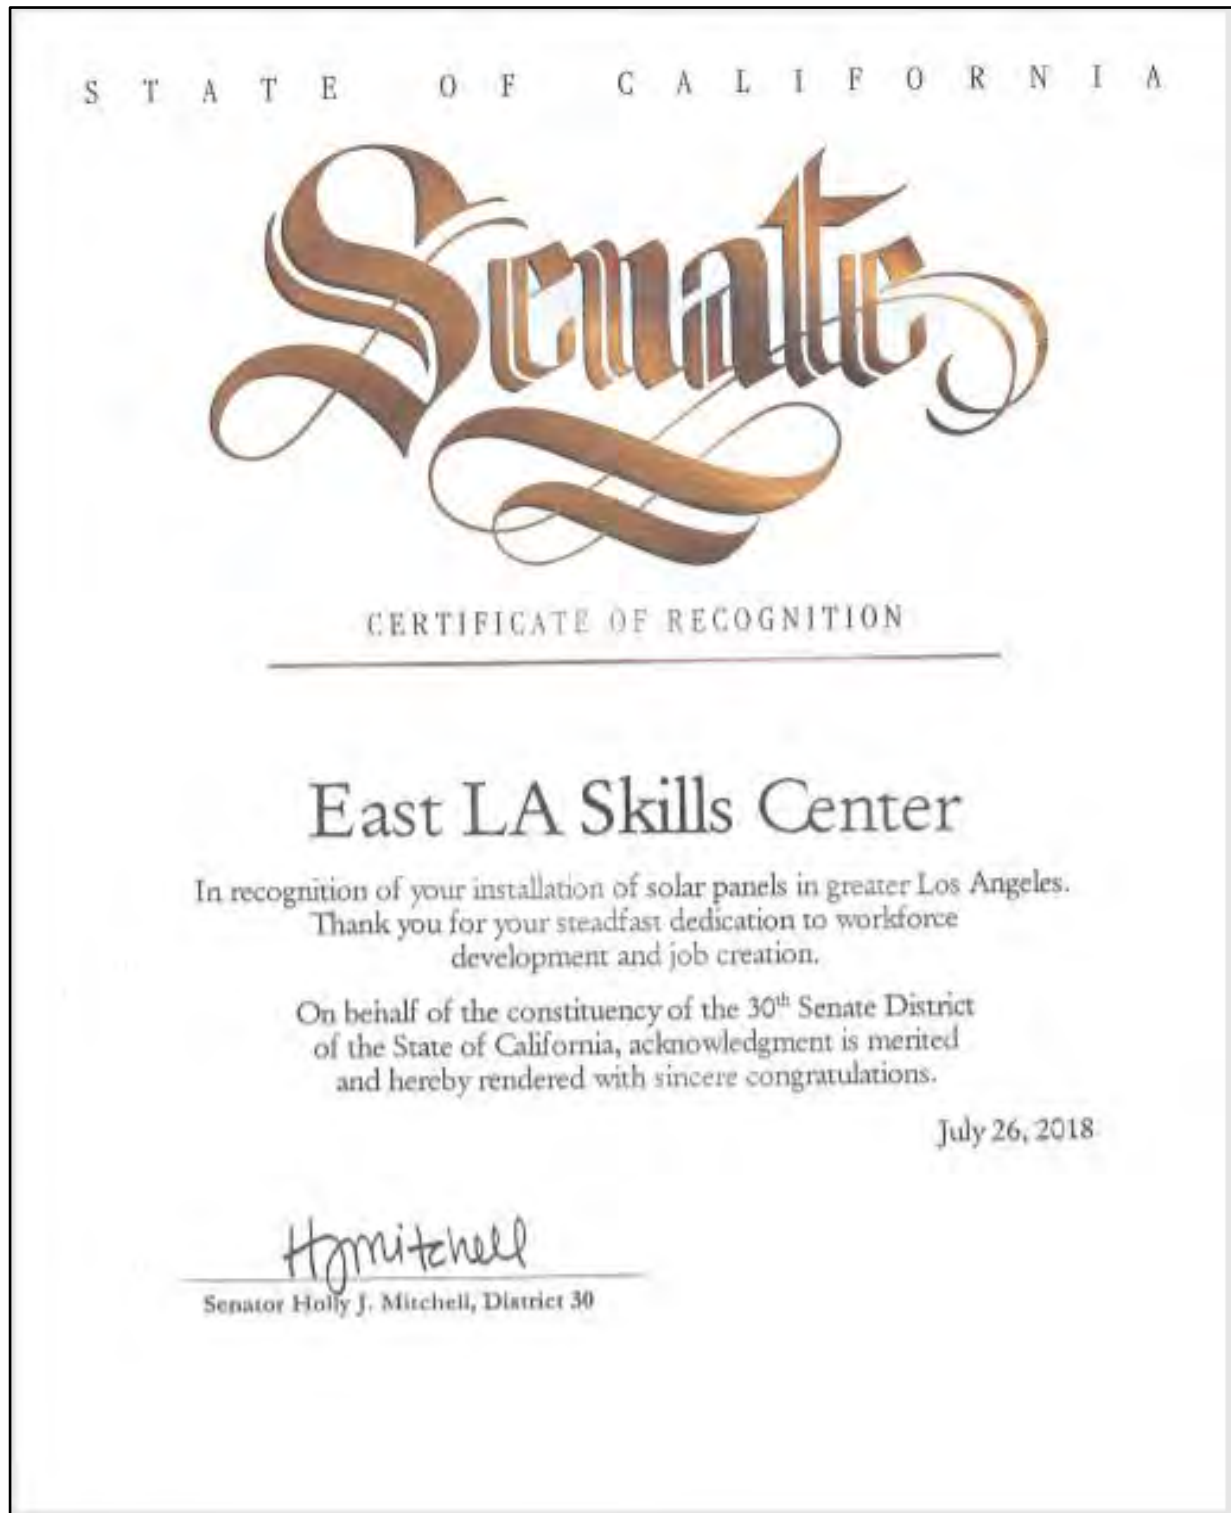 STATE OF CALIFORNIA
Senate
CERTIFICATE OF RECOGNITION
East LA Skills Center
In recognition of your installation of solar panels in greater Los Angeles.
Thank you for your steadfast dedication to workforce
development and job creation.
On behalf of the constituency of the 30th Senate District
of the State of California, acknowledgment is merited
and hereby rendered with sincere congratulations.
July 26, 2018
HJMitchell
Senator Holly J. Mitchell, District 30